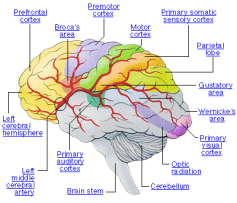 Prefrontal
cortex
Premotor
cortex
Primary somatic
sensory cortex
Broca's
area
Motor
cortex
Parietal
lobe
Gustatory
area
Wernicke's
area
Left
cerebral
hemisphere
Primary
auditory
cortex
Primary
visual
cortex
Left
middle
cerebral
artery
Optic
radiation
Brain stem
Cerebellum